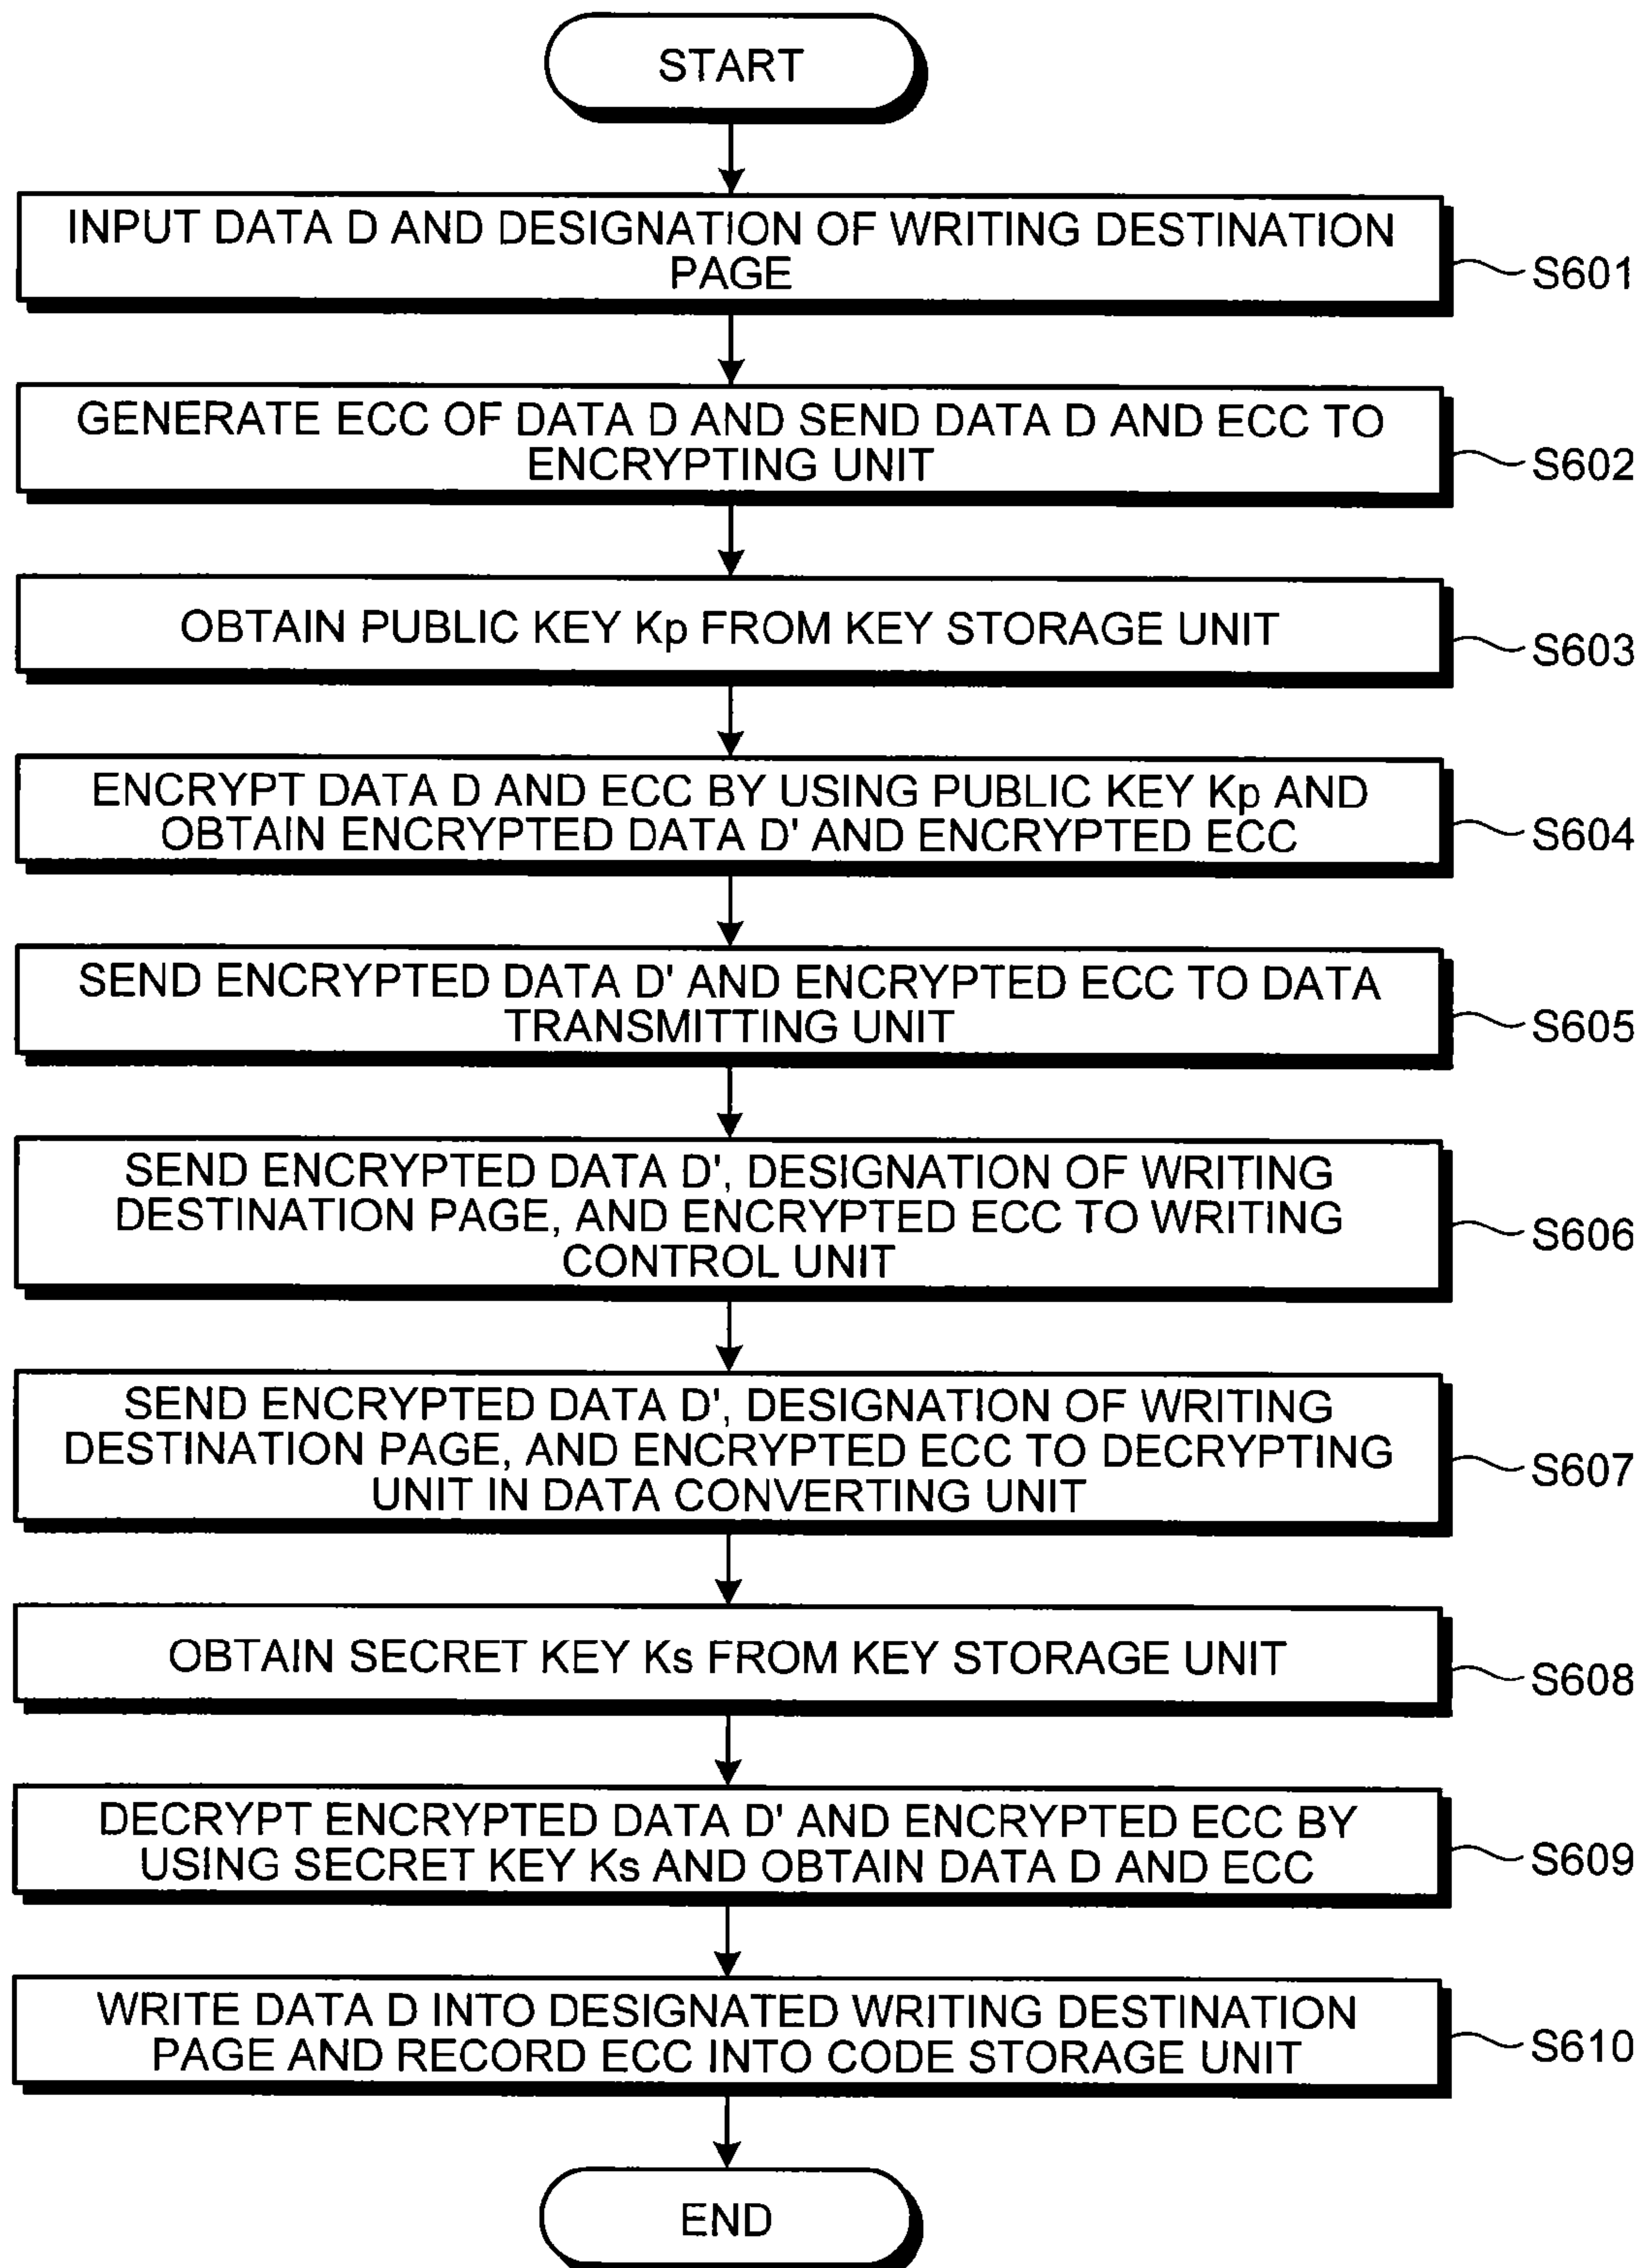 START
INPUT DATA D AND DESIGNATION OF WRITING DESTINATION
PAGE
S601
GENERATE ECC OF DATA D AND SEND DATA D AND ECC TO
ENCRYPTING UNIT
S602
OBTAIN PUBLIC KEY Kp FROM KEY STORAGE UNIT
S603
ENCRYPT DATA D AND ECC BY USING PUBLIC KEY Kp AND
OBTAIN ENCRYPTED DATA D' AND ENCRYPTED ECC
S604
SEND ENCRYPTED DATA D' AND ENCRYPTED ECC TO DATA
TRANSMITTING UNIT
S605
SEND ENCRYPTED DATA D', DESIGNATION OF WRITING
DESTINATION PAGE, AND ENCRYPTED ECC TO WRITING
CONTROL UNIT
S606
SEND ENCRYPTED DATA D', DESIGNATION OF WRITING
DESTINATION PAGE, AND ENCRYPTED ECC TO DECRYPTING
UNIT IN DATA CONVERTING UNIT
S607
OBTAIN SECRET KEY Ks FROM KEY STORAGE UNIT
S608
DECRYPT ENCRYPTED DATA D' AND ENCRYPTED ECC BY
USING SECRET KEY Ks AND OBTAIN DATA D AND ECC
S609
WRITE DATA D INTO DESIGNATED WRITING DESTINATION
PAGE AND RECORD ECC INTO CODE STORAGE UNIT
S610
END